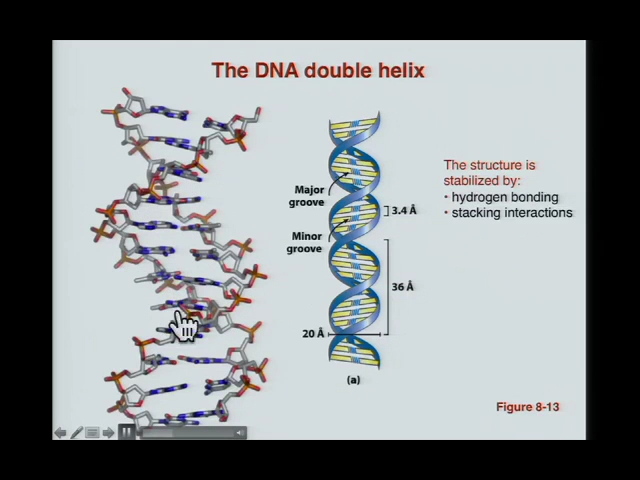 The DNA double helix
Major
groove
Minor
groove
3.4 Å
36 Å
20 Å
(a)
The structure is
stabilized by:
• hydrogen bonding
• stacking interactions
Figure 8-13